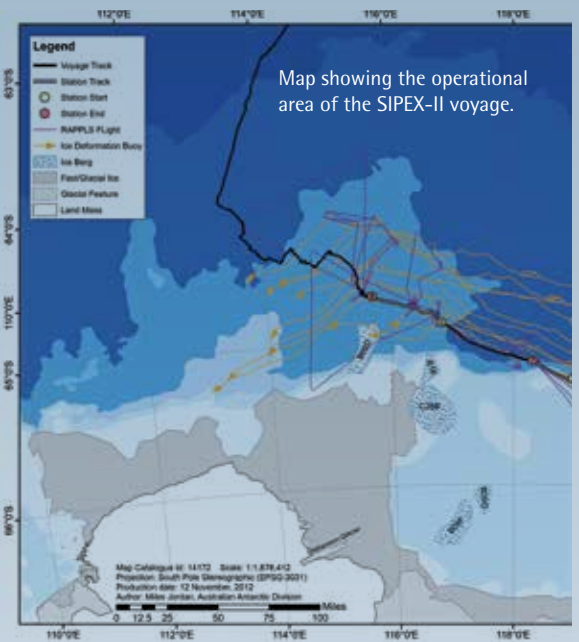 112°0'E 114°0'E 116°0'E 118°0'E
Legend
Voyage Track
Station Track
Station Start
Station End
RAPPLS Flight
Ice Deformation Buoy
Ice Berg
Fast/Glacial Ice
Glacial Feature
Land Mass
Map showing the operational
area of the SIPEX-II voyage.
63°0'S
64°0'S
110°0'E
65°0'S
66°0'S
Map Catalogue Id: 14172 Scale: 1:1,676,412
Projection: South Pole Stereographic (EPSG-3031)
Production date: 12 November, 2012
Author: Miles Jordan, Australian Antarctic Division
Miles
0 12.5 25 50 75 100
110°0'E 112°0'E 114°0'E 116°0'E 118°0'E